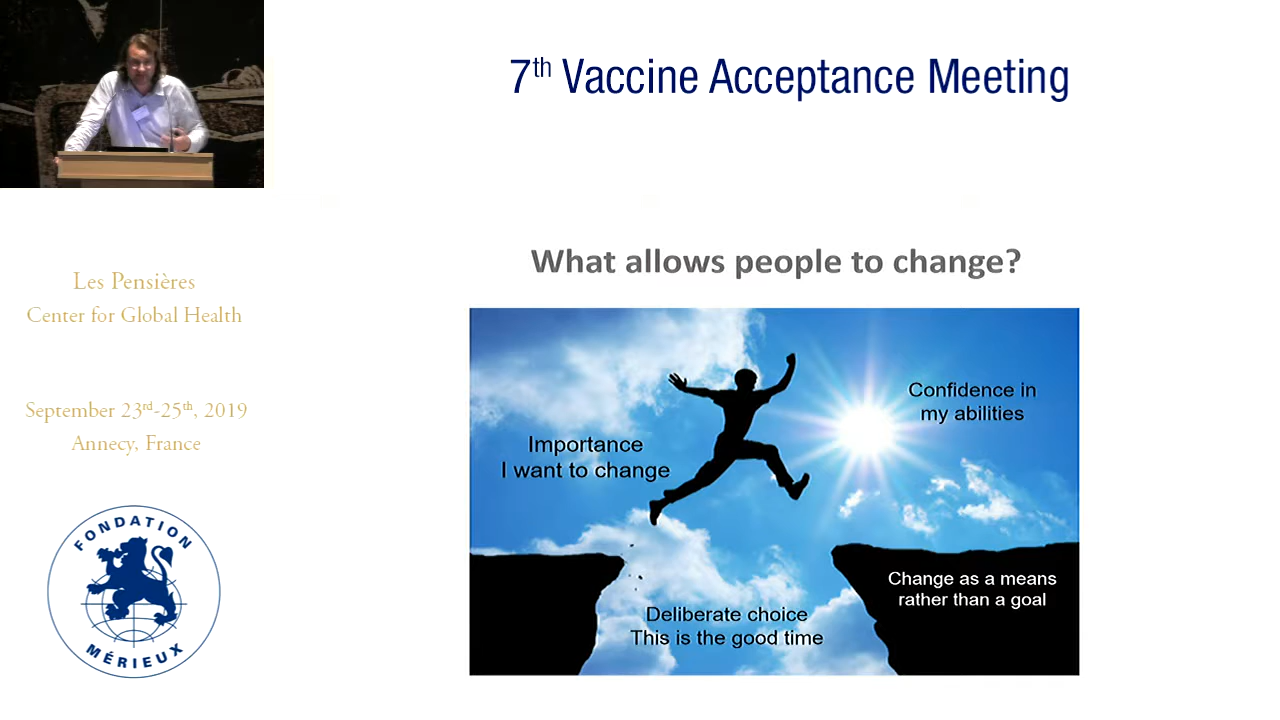 7th Vaccine Acceptance Meeting
Les Pensières
Center for Global Health
September 23rd-25th, 2019
Annecy, France
FONDATION
MÉRIEUX
What allows people to change?
Confidence in
my abilities
Importance
I want to change
Change as a means
rather than a goal
Deliberate choice
This is the good time